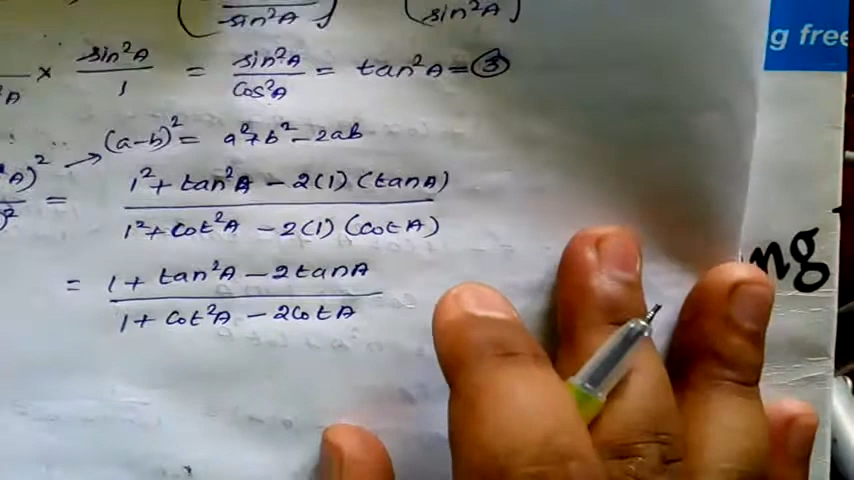 sin²A sin²A
× sin²A/1 = sin²A/cos²A = tan²A = ③
(a-b)² = a²+b²-2ab
= 1²+tan²A-2(1)(tanA)
1²+cot²A-2(1)(cotA)
= 1+tan²A-2tanA
1+cot²A-2cotA
g free
ng